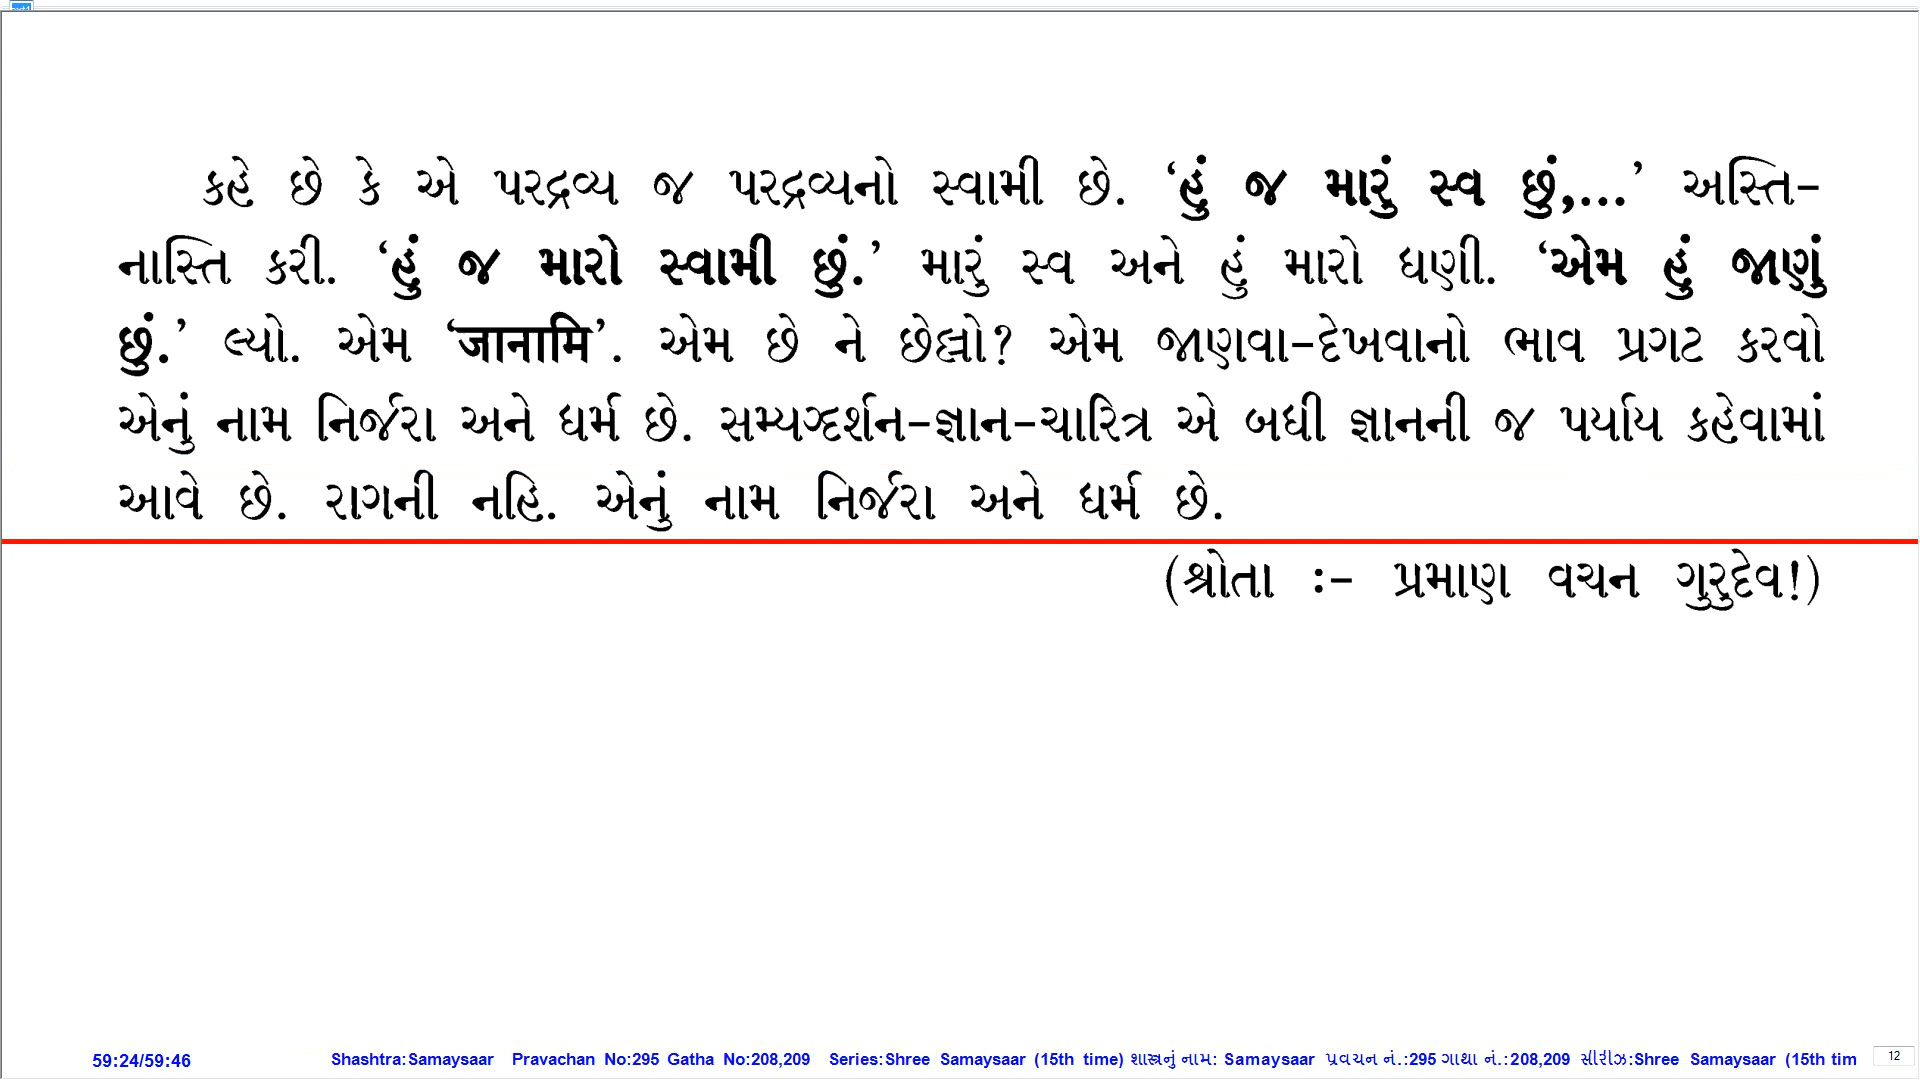 કહે છે કે એ પરદ્રવ્ય જ પરદ્રવ્યનો સ્વામી છે. ‘હું જ મારું સ્વ છું,...’ અસ્તિ-
નાસ્તિ કરી. ‘હું જ મારો સ્વામી છું.’ મારું સ્વ અને હું મારો ધણી. ‘એમ હું જાણું
છું.’ લ્યો. એમ ‘जानामि’. એમ છે ને છેલ્લો? એમ જાણવા-દેખવાનો ભાવ પ્રગટ કરવો
એનું નામ નિર્જરા અને ધર્મ છે. સમ્યગ્દર્શન-જ્ઞાન-ચારિત્ર એ બધી જ્ઞાનની જ પર્યાય કહેવામાં
આવે છે. રાગની નહિ. એનું નામ નિર્જરા અને ધર્મ છે.
(શ્રોતા :- પ્રમાણ વચન ગુરુદેવ!)
59:24/59:46 Shashtra:Samaysaar Pravachan No:295 Gatha No:208,209 Series:Shree Samaysaar (15th time) શાસ્ત્રનું નામ: Samaysaar પ્રવચન નં.:295 ગાથા નં.:208,209 સીરીઝ:Shree Samaysaar (15th tim 12